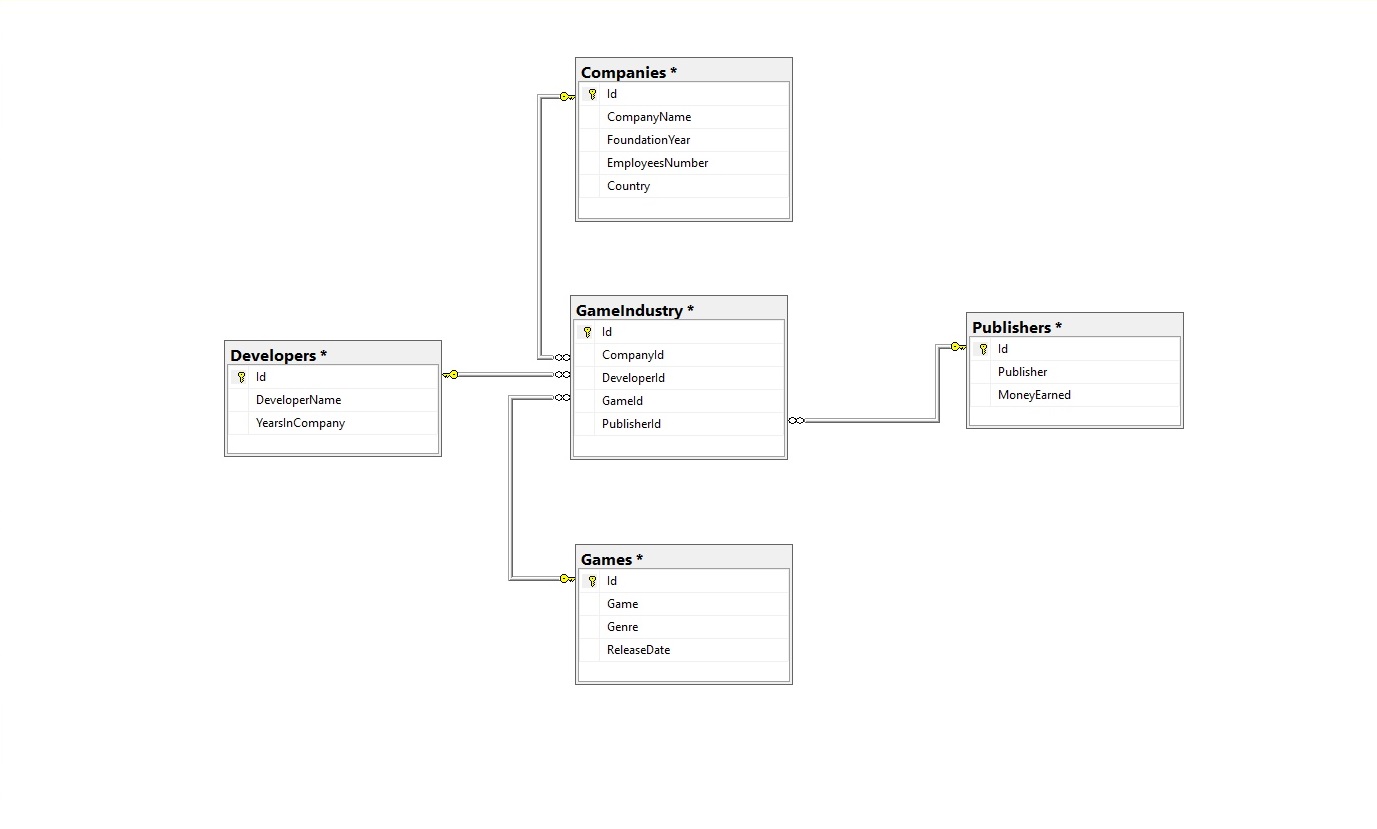 Companies *
Id
CompanyName
FoundationYear
EmployeesNumber
Country
GameIndustry *
Id
CompanyId
DeveloperId
GameId
PublisherId
Publishers *
Id
Publisher
MoneyEarned
Developers *
Id
DeveloperName
YearsInCompany
Games *
Id
Game
Genre
ReleaseDate